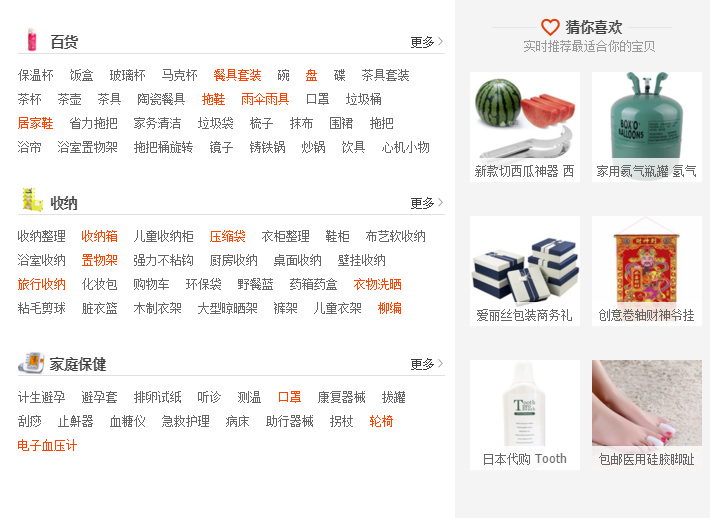 百货 更多
保温杯 饭盒 玻璃杯 马克杯 餐具套装 碗 盘 碟 茶具套装
茶杯 茶壶 茶具 陶瓷餐具 拖鞋 雨伞雨具 口罩 垃圾桶
居家鞋 省力拖把 家务清洁 垃圾袋 梳子 抹布 围裙 拖把
浴帘 浴室置物架 拖把桶旋转 镜子 铸铁锅 炒锅 饮具 心机小物
收纳 更多
收纳整理 收纳箱 儿童收纳柜 压缩袋 衣柜整理 鞋柜 布艺软收纳
浴室收纳 置物架 强力不粘钩 厨房收纳 桌面收纳 壁挂收纳
旅行收纳 化妆包 购物车 环保袋 野餐蓝 药箱药盒 衣物洗晒
粘毛剪球 脏衣篮 木制衣架 大型晾晒架 裤架 儿童衣架 柳编
家庭保健 更多
计生避孕 避孕套 排卵试纸 听诊 测温 口罩 康复器械 拔罐
刮痧 止鼾器 血糖仪 急救护理 病床 助行器械 拐杖 轮椅
电子血压计
猜你喜欢
实时推荐最适合你的宝贝
新款切西瓜神器 西
BOX'O'
BALLOONS
家用氦气瓶罐 氢气
爱丽丝包装商务礼
创意卷轴财神爷挂
Tooth
日本代购 Tooth
包邮医用硅胶脚趾